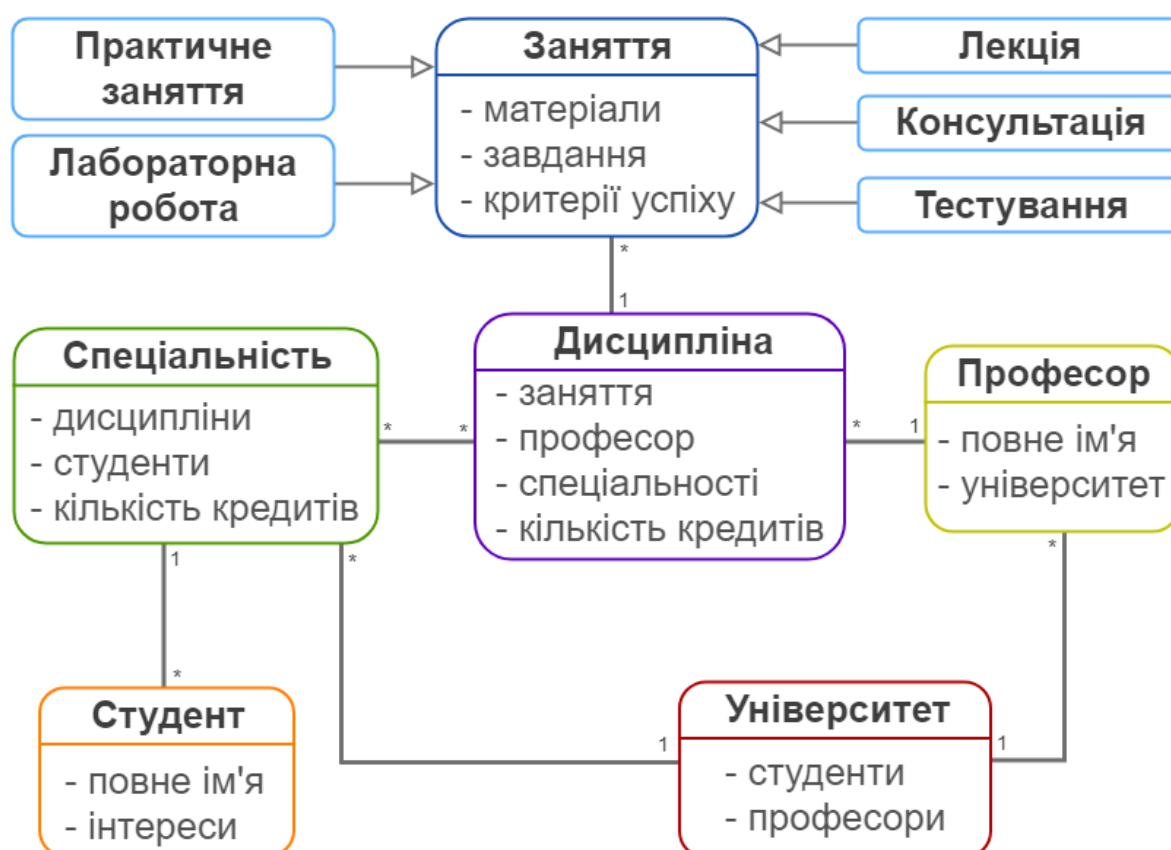 Практичне
заняття
Лабораторна
робота
Заняття
- матеріали
- завдання
- критерії успіху
Лекція
Консультація
Тестування
*
1
Спеціальність
- дисципліни
- студенти
- кількість кредитів
*
*
Дисципліна
- заняття
- професор
- спеціальності
- кількість кредитів
*
1
Професор
- повне ім'я
- університет
1
*
*
*
Студент
- повне ім'я
- інтереси
1
Університет
- студенти
- професори
1